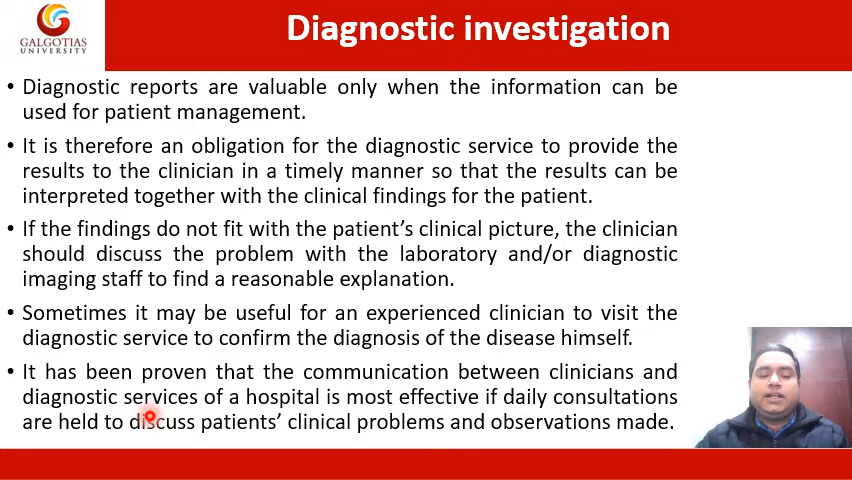 GALGOTIAS
UNIVERSITY
Diagnostic investigation
• Diagnostic reports are valuable only when the information can be
used for patient management.
• It is therefore an obligation for the diagnostic service to provide the
results to the clinician in a timely manner so that the results can be
interpreted together with the clinical findings for the patient.
• If the findings do not fit with the patient's clinical picture, the clinician
should discuss the problem with the laboratory and/or diagnostic
imaging staff to find a reasonable explanation.
• Sometimes it may be useful for an experienced clinician to visit the
diagnostic service to confirm the diagnosis of the disease himself.
• It has been proven that the communication between clinicians and
diagnostic services of a hospital is most effective if daily consultations
are held to discuss patients' clinical problems and observations made.